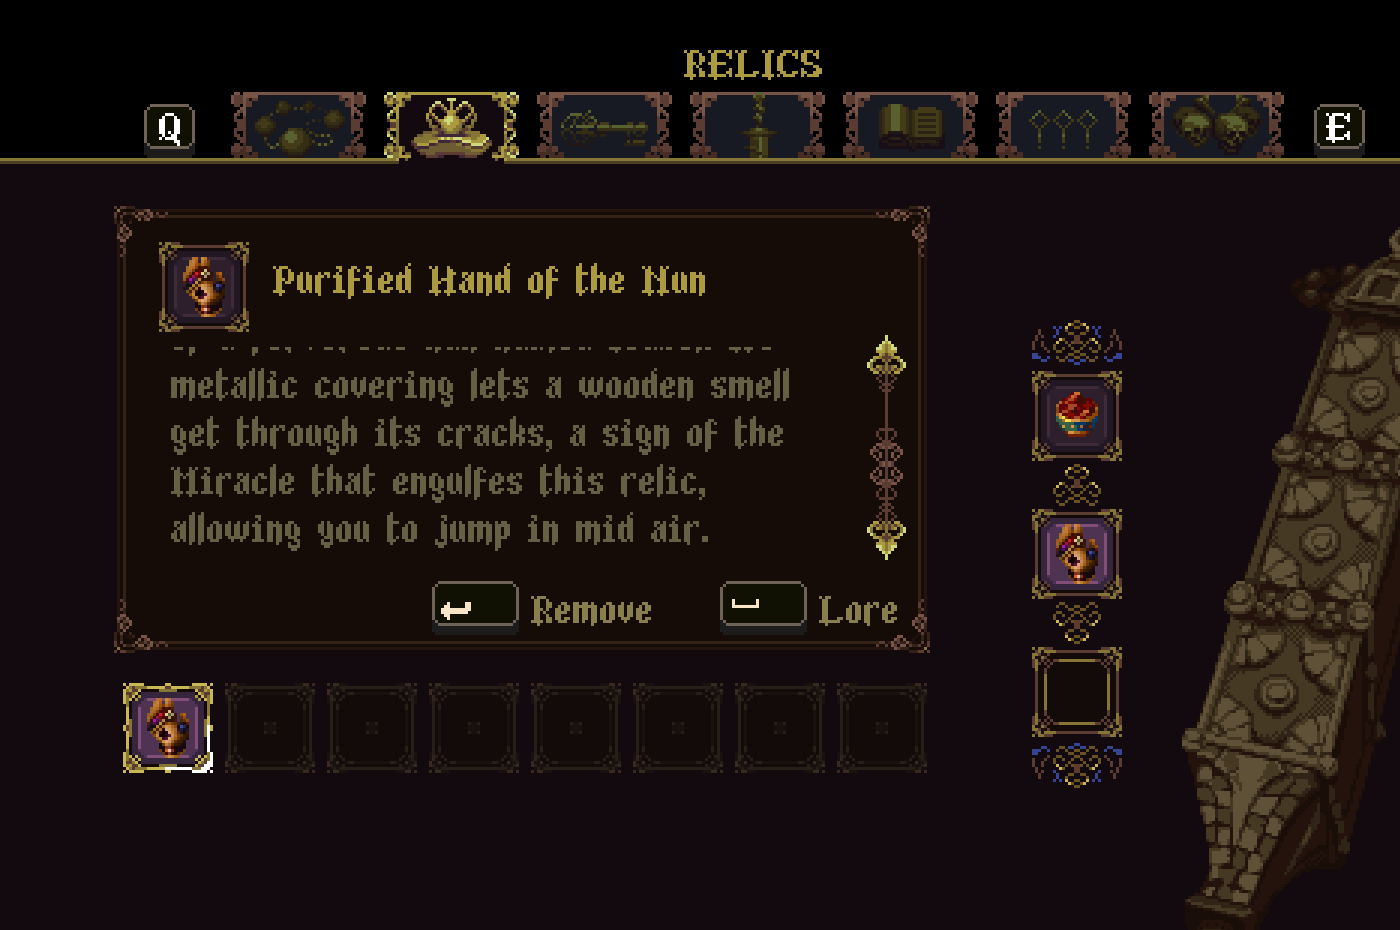 RELICS
Q
E
Purified Hand of the Nun
metallic covering lets a wooden smell
get through its cracks, a sign of the
Miracle that engulfes this relic,
allowing you to jump in mid air.
Remove
Lore